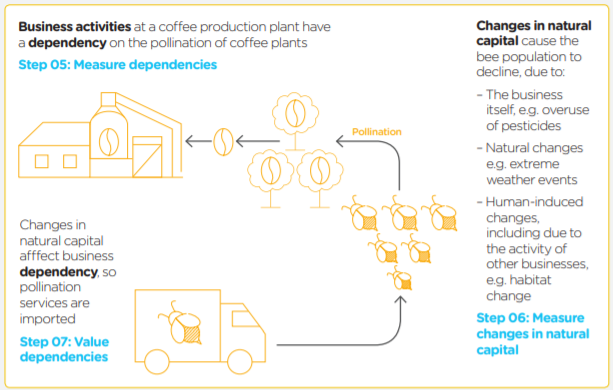 Business activities at a coffee production plant have
a dependency on the pollination of coffee plants
Step 05: Measure dependencies
Pollination
Changes in
natural capital
afffect business
dependency, so
pollination
services are
imported
Step 07: Value
dependencies
Changes in natural
capital cause the
bee population to
decline, due to:
– The business
itself, e.g. overuse
of pesticides
– Natural changes
e.g. extreme
weather events
– Human-induced
changes,
including due to
the activity of
other businesses,
e.g. habitat
change
Step 06: Measure
changes in natural
capital